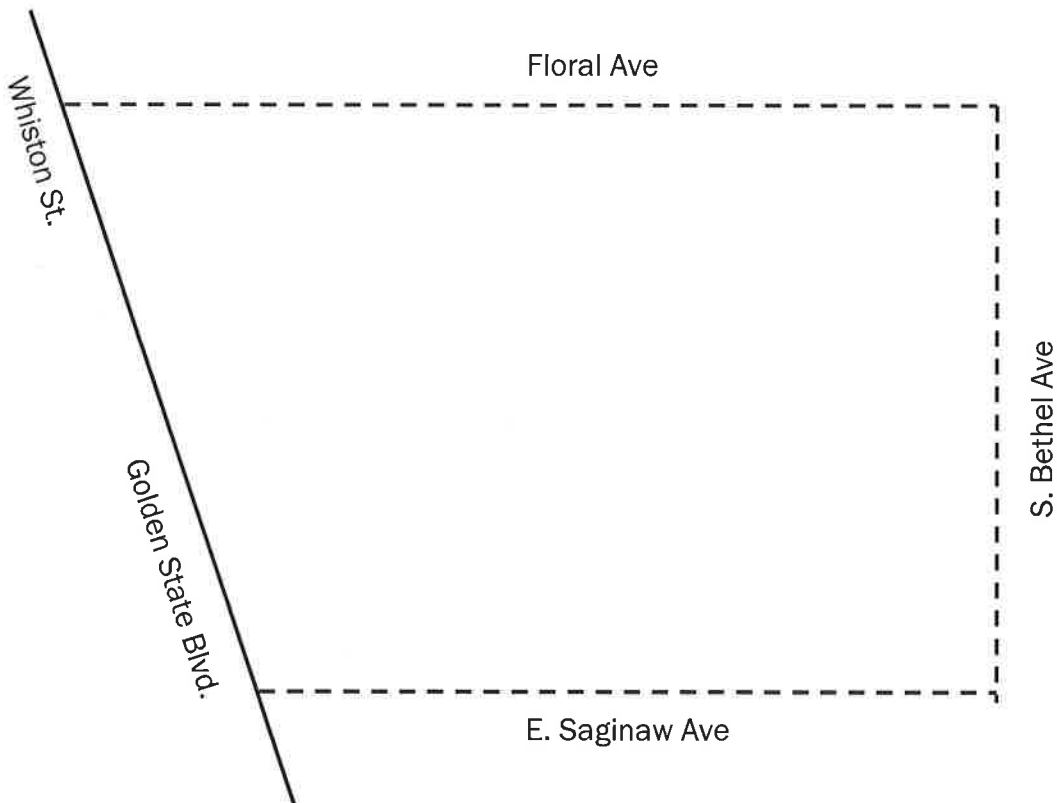 Floral Ave
Whiston St.
S. Bethel Ave
Golden State Blvd.
E. Saginaw Ave